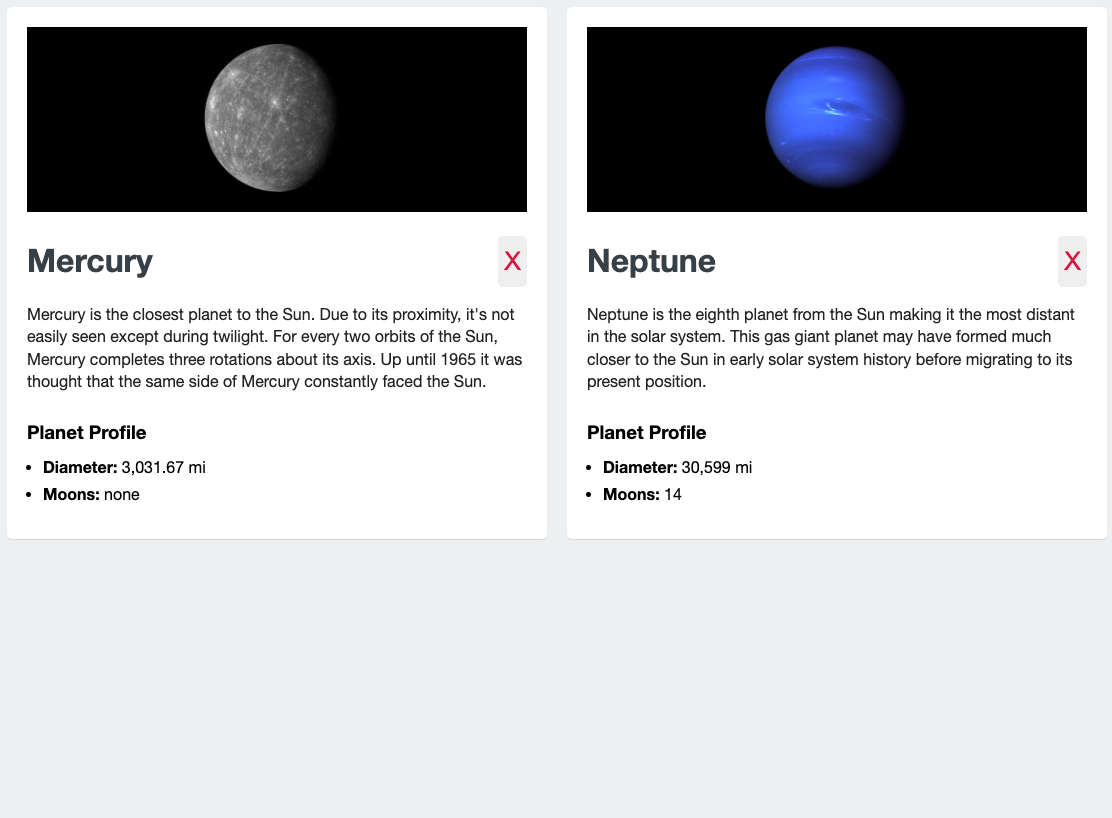 Mercury
X
Mercury is the closest planet to the Sun. Due to its proximity, it's not
easily seen except during twilight. For every two orbits of the Sun,
Mercury completes three rotations about its axis. Up until 1965 it was
thought that the same side of Mercury constantly faced the Sun.
Planet Profile
• Diameter: 3,031.67 mi
• Moons: none
Neptune
X
Neptune is the eighth planet from the Sun making it the most distant
in the solar system. This gas giant planet may have formed much
closer to the Sun in early solar system history before migrating to its
present position.
Planet Profile
• Diameter: 30,599 mi
• Moons: 14